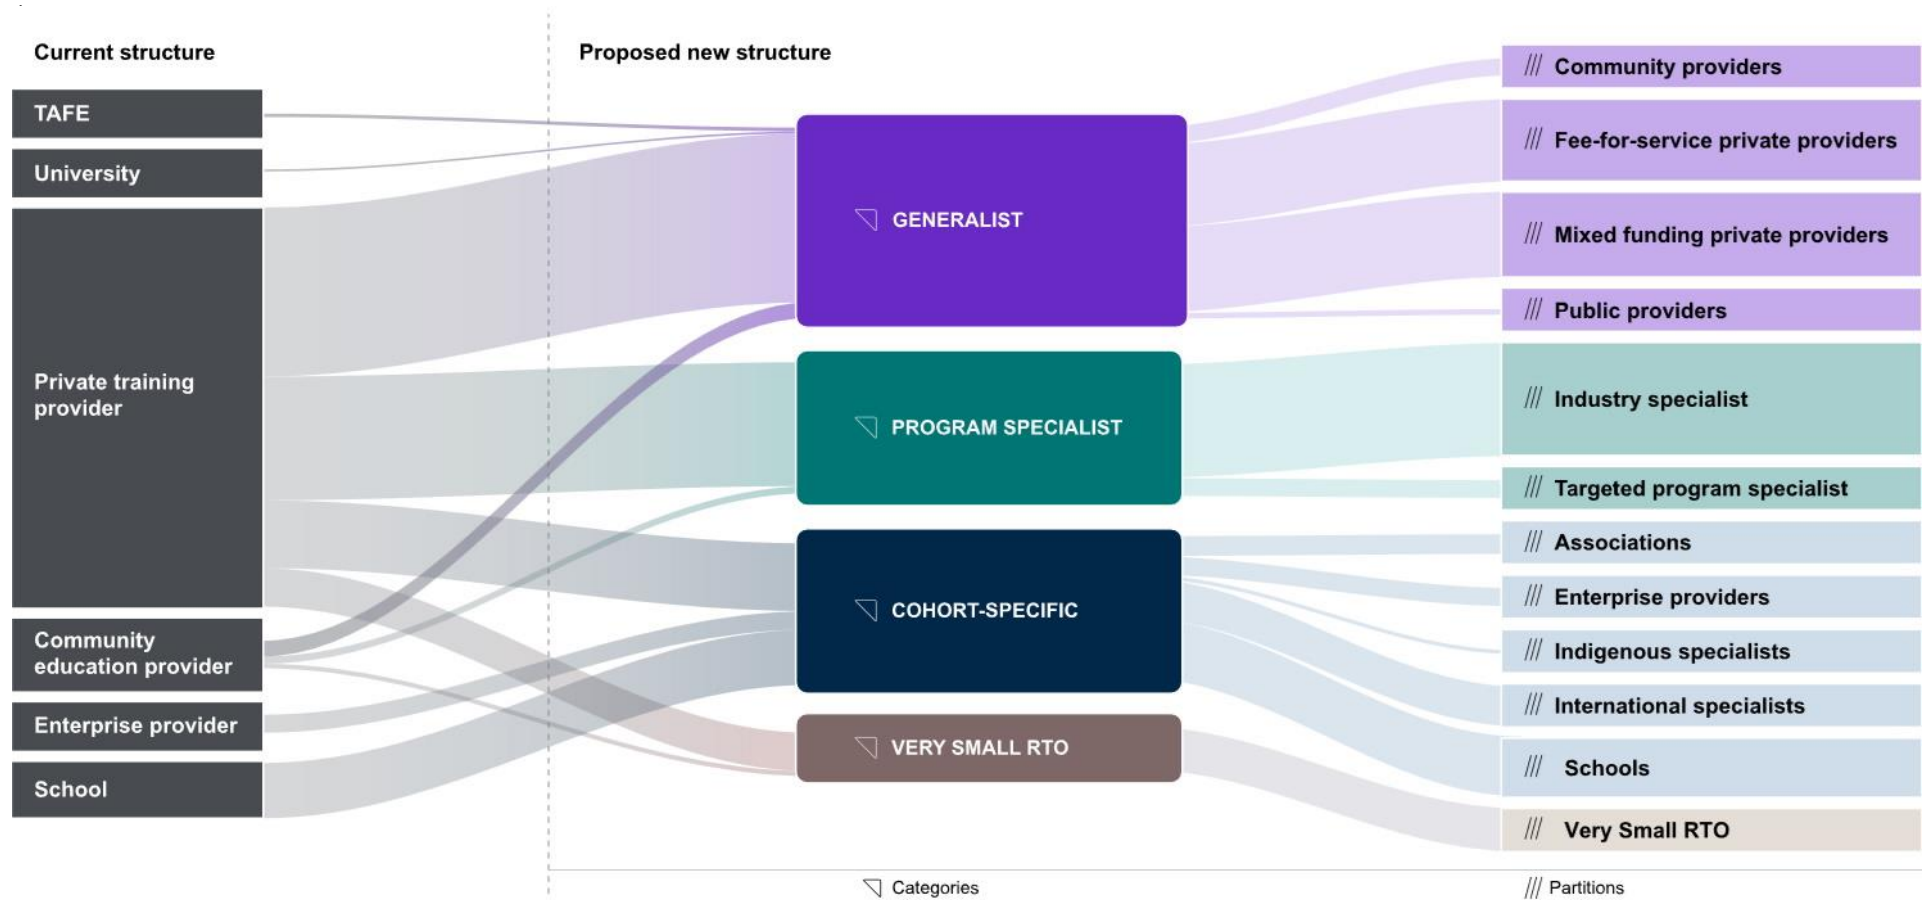 Current structure
Proposed new structure
TAFE
University
Private training
provider
Community
education provider
Enterprise provider
School
GENERALIST
PROGRAM SPECIALIST
COHORT-SPECIFIC
VERY SMALL RTO
Community providers
Fee-for-service private providers
Mixed funding private providers
Public providers
Industry specialist
Targeted program specialist
Associations
Enterprise providers
Indigenous specialists
International specialists
Schools
Very Small RTO
Categories
Partitions